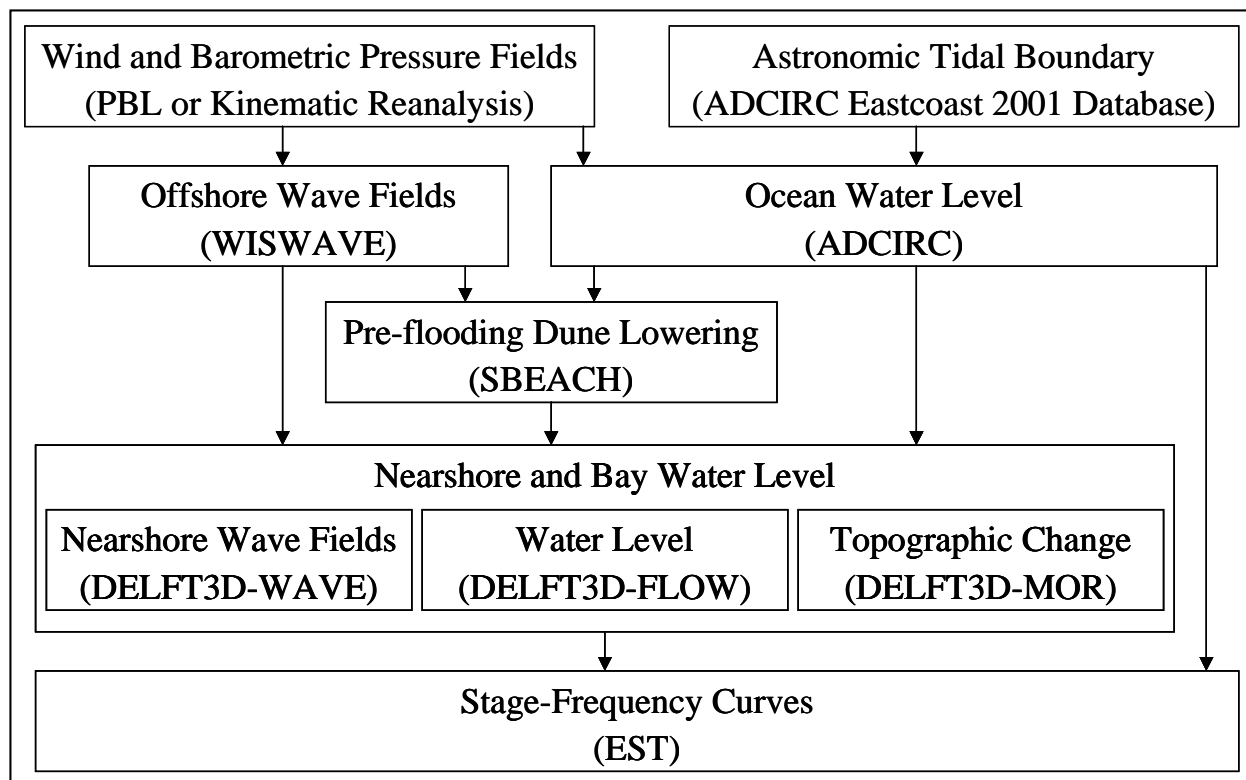 Wind and Barometric Pressure Fields
(PBL or Kinematic Reanalysis)
Astronomic Tidal Boundary
(ADCIRC Eastcoast 2001 Database)
Offshore Wave Fields
(WISWAVE)
Ocean Water Level
(ADCIRC)
Pre-flooding Dune Lowering
(SBEACH)
Nearshore and Bay Water Level
Nearshore Wave Fields
(DELFT3D-WAVE)
Water Level
(DELFT3D-FLOW)
Topographic Change
(DELFT3D-MOR)
Stage-Frequency Curves
(EST)